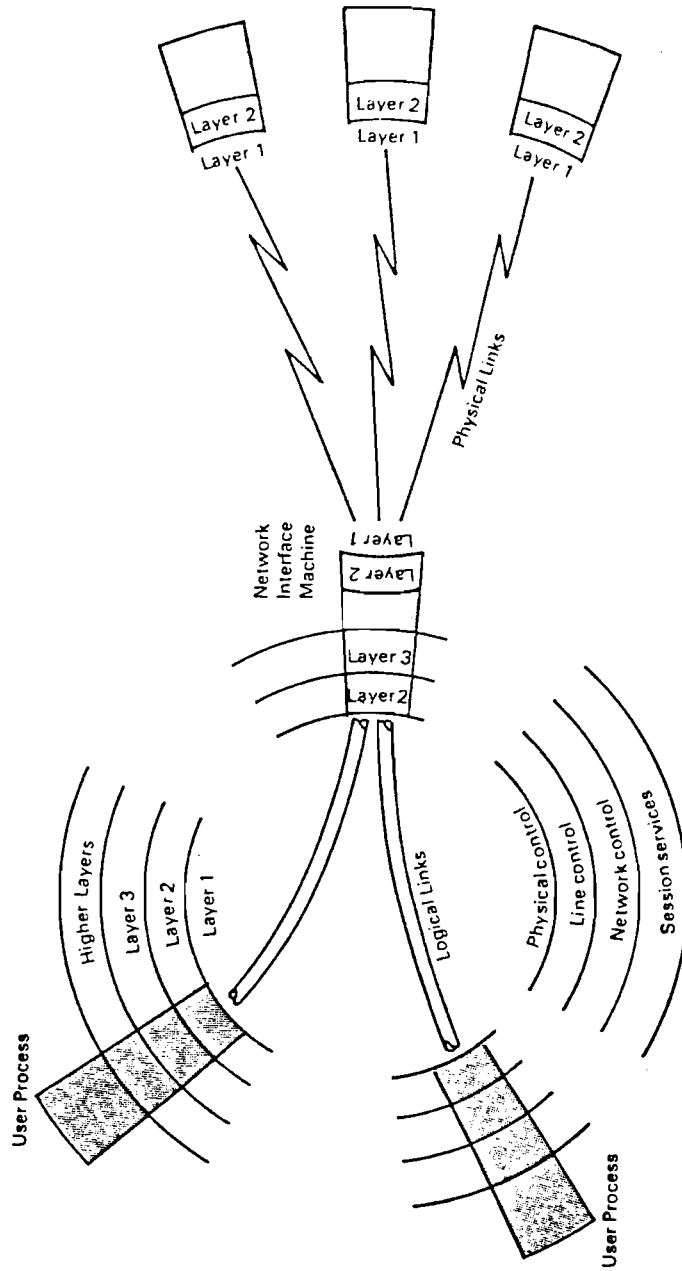 User Process
Higher Layers
Layer 3
Layer 2
Layer 1
Network
Interface
Machine
Layer 2
Layer 3
Layer 2
Layer 1
Logical Links
Physical Links
Layer 1
Layer 2
Layer 1
Layer 2
Layer 1
Layer 2
Physical control
Line control
Network control
Session services
User Process